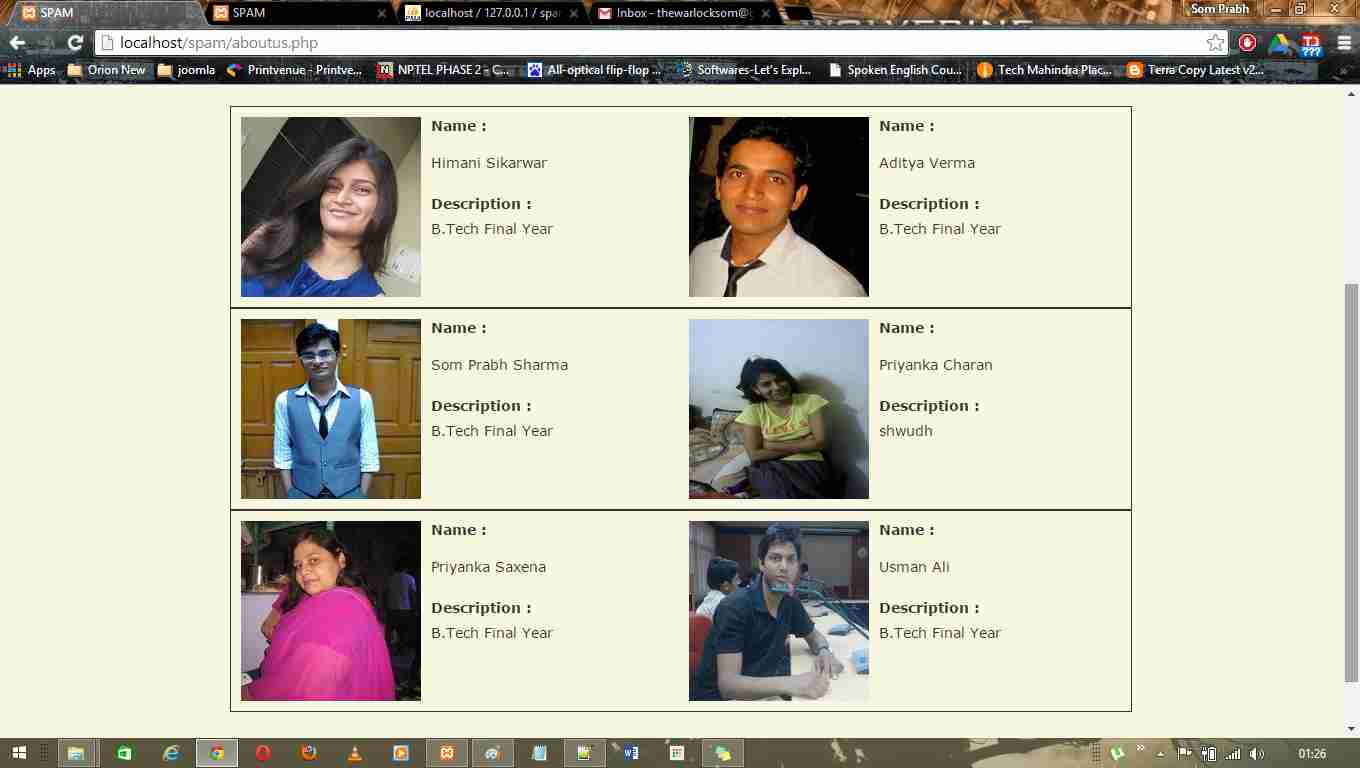 SPAM
SPAM
localhost / 127.0.0.1 / spa
Inbox - thewarlocksom@g
Som Prabh
localhost/spam/aboutus.php
Apps
Orion New
joomla
Printvenue - Printve...
NPTEL PHASE 2 - C...
All-optical flip-flop ...
Softwares-Let's Expl...
Spoken English Cou...
Tech Mahindra Plac...
Terra Copy Latest v2...
Name :
Himani Sikarwar
Description :
B.Tech Final Year
Name :
Aditya Verma
Description :
B.Tech Final Year
Name :
Som Prabh Sharma
Description :
B.Tech Final Year
Name :
Priyanka Charan
Description :
shwudh
Name :
Priyanka Saxena
Description :
B.Tech Final Year
Name :
Usman Ali
Description :
B.Tech Final Year
01:26